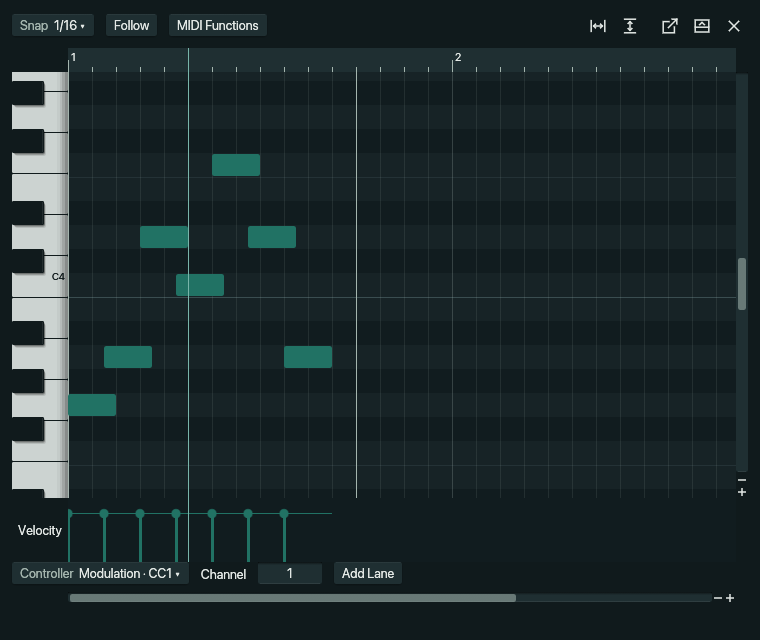 Snap 1/16 Follow MIDI Functions
1 2
C4
Velocity
Controller Modulation · CC1 Channel 1 Add Lane